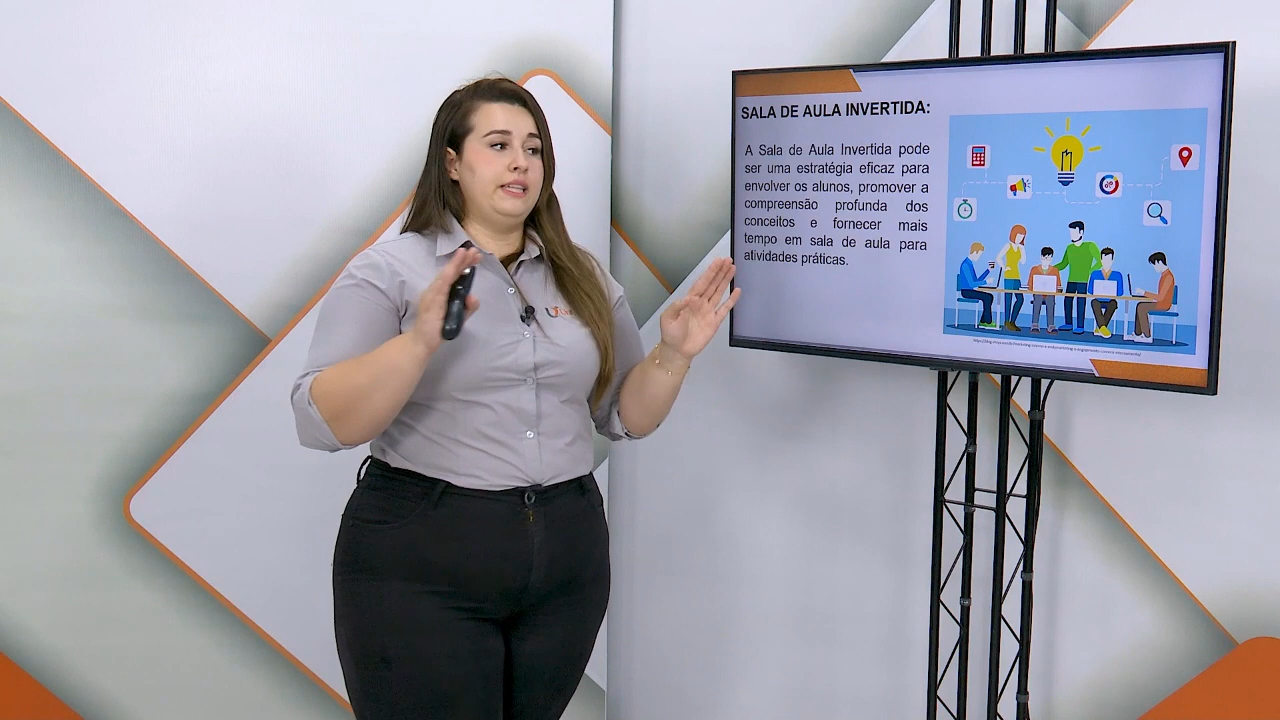 SALA DE AULA INVERTIDA:
A Sala de Aula Invertida pode
ser uma estratégia eficaz para
envolver os alunos, promover a
compreensão profunda dos
conceitos e fornecer mais
tempo em sala de aula para
atividades práticas.